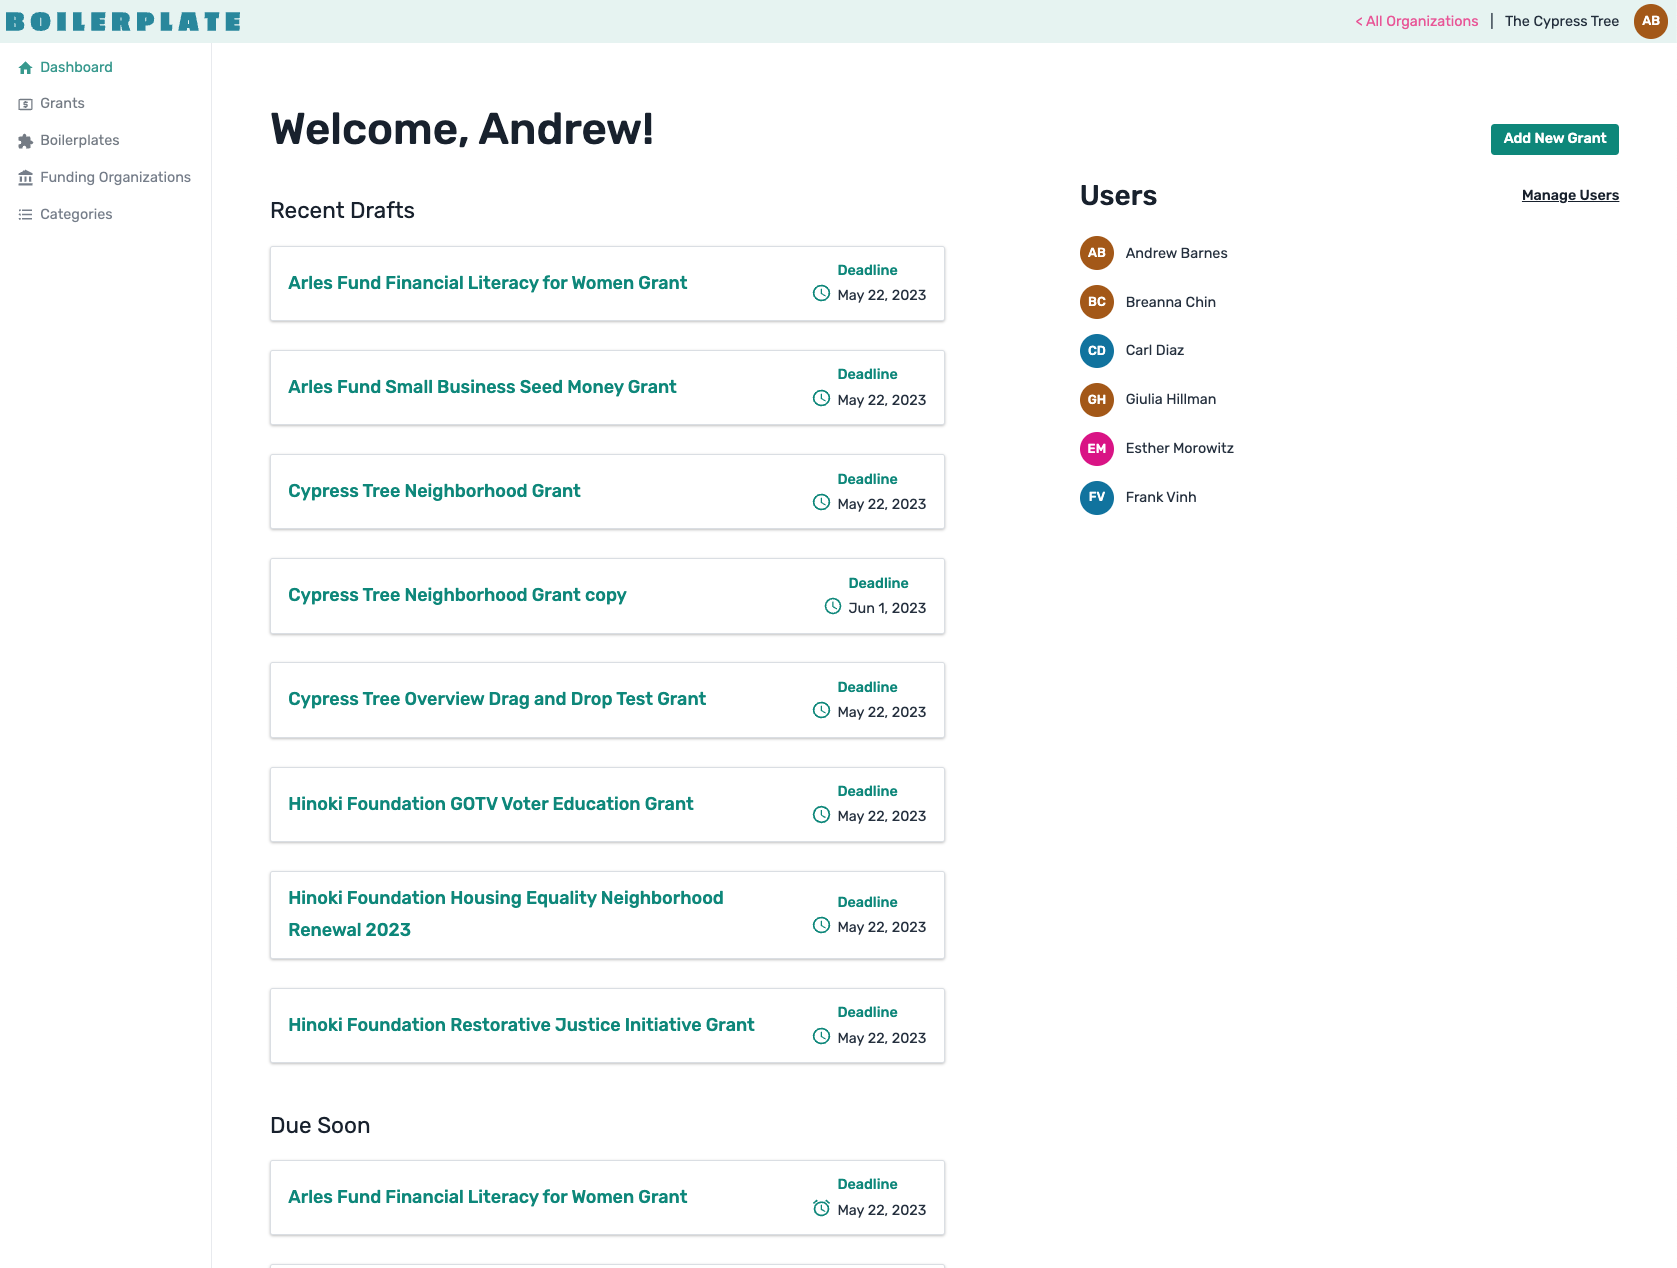 BOILERPLATE
< All Organizations | The Cypress Tree AB
Dashboard
Grants
Boilerplates
Funding Organizations
Categories
Welcome, Andrew!
Add New Grant
Recent Drafts
Arles Fund Financial Literacy for Women Grant
Deadline
May 22, 2023
Arles Fund Small Business Seed Money Grant
Deadline
May 22, 2023
Cypress Tree Neighborhood Grant
Deadline
May 22, 2023
Cypress Tree Neighborhood Grant copy
Deadline
Jun 1, 2023
Cypress Tree Overview Drag and Drop Test Grant
Deadline
May 22, 2023
Hinoki Foundation GOTV Voter Education Grant
Deadline
May 22, 2023
Hinoki Foundation Housing Equality Neighborhood
Renewal 2023
Deadline
May 22, 2023
Hinoki Foundation Restorative Justice Initiative Grant
Deadline
May 22, 2023
Due Soon
Arles Fund Financial Literacy for Women Grant
Deadline
May 22, 2023
Users
Manage Users
AB Andrew Barnes
BC Breanna Chin
CD Carl Diaz
GH Giulia Hillman
EM Esther Morowitz
FV Frank Vinh